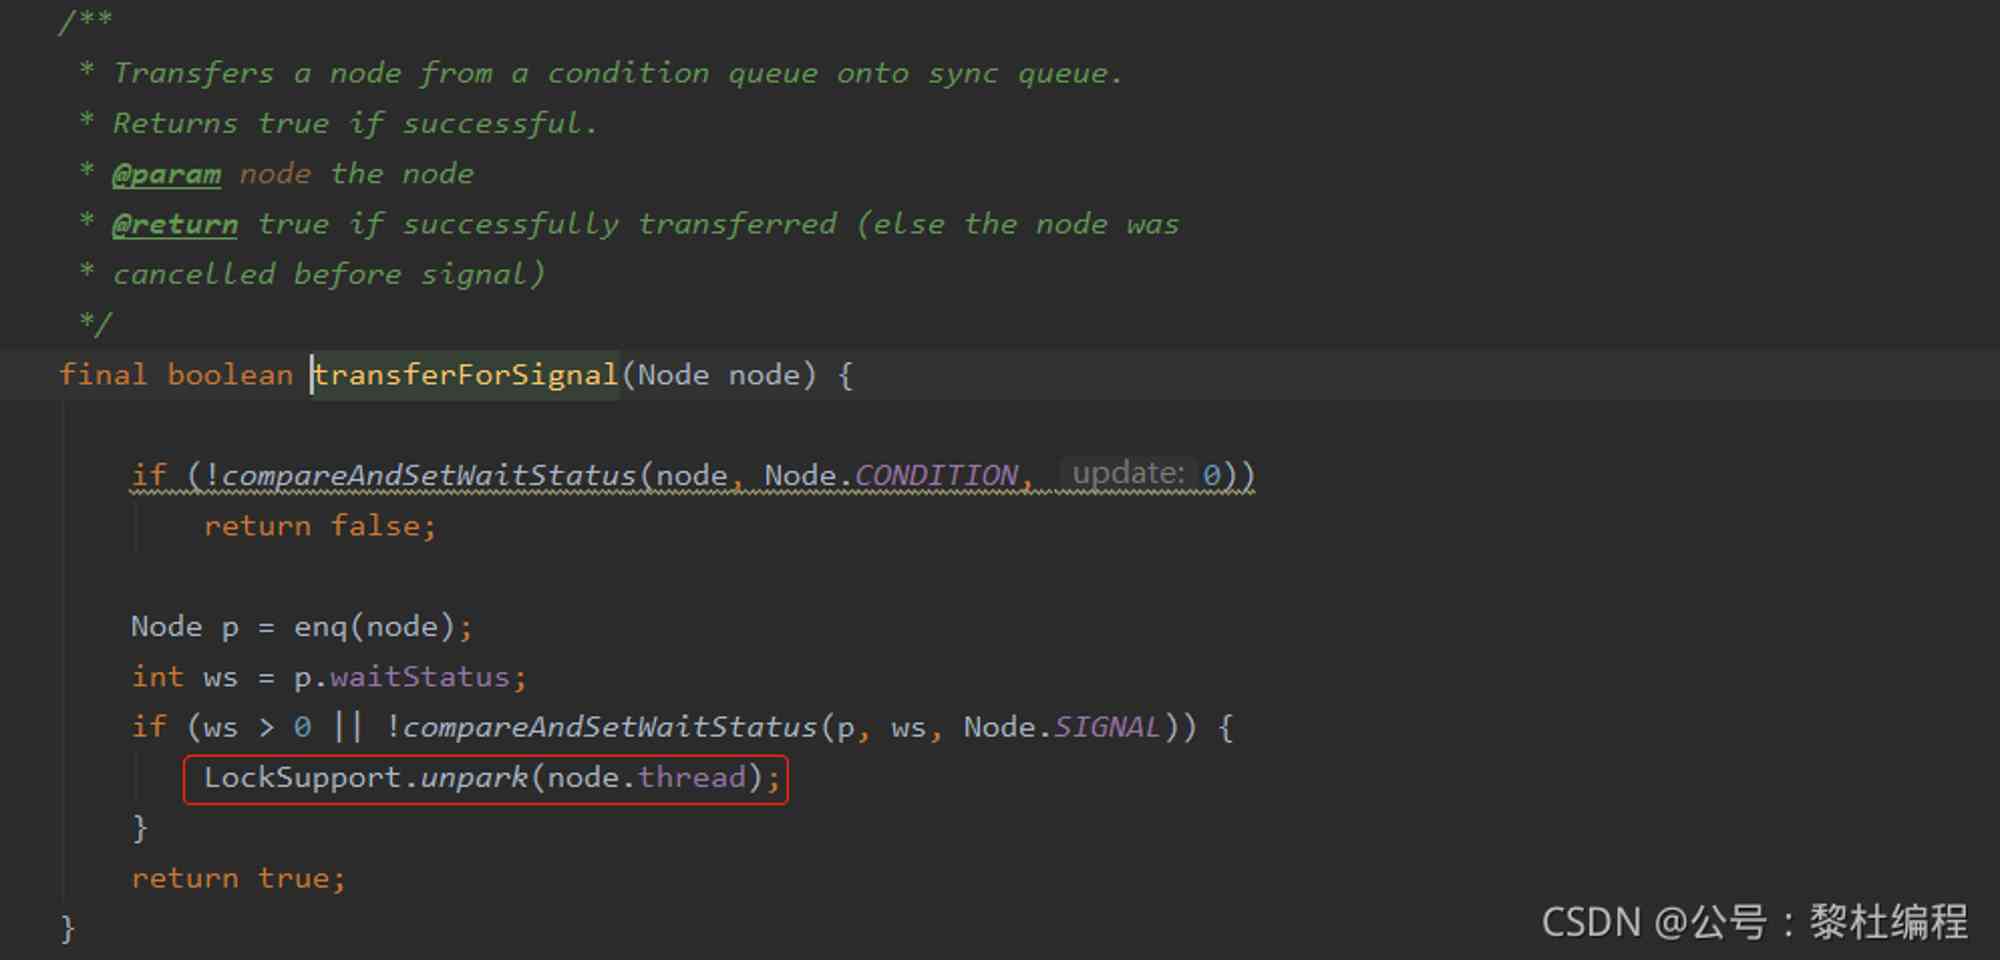 /**
 * Transfers a node from a condition queue onto sync queue.
 * Returns true if successful.
 * @param node the node
 * @return true if successfully transferred (else the node was
 * cancelled before signal)
 */
final boolean transferForSignal(Node node) {
    if (!compareAndSetWaitStatus(node, Node.CONDITION, update: 0))
        return false;
    Node p = enq(node);
    int ws = p.waitStatus;
    if (ws > 0 || !compareAndSetWaitStatus(p, ws, Node.SIGNAL)) {
        LockSupport.unpark(node.thread);
    }
    return true;
}
CSDN @公号：黎杜编程